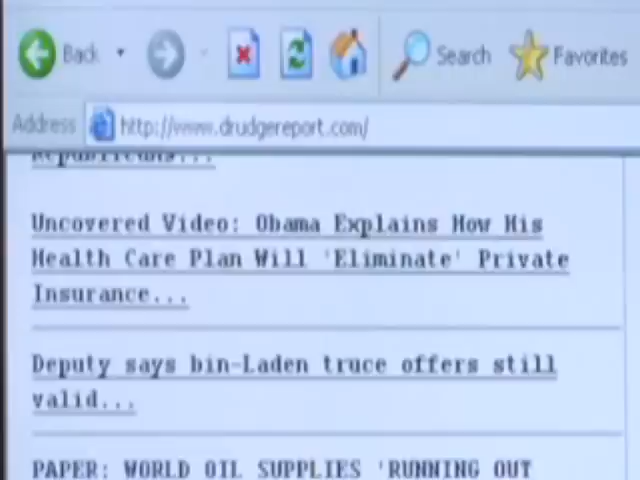 Back Search Favorites
Address http://www.drudgereport.com/
Republicans...
Uncovered Video: Obama Explains How His
Health Care Plan Will 'Eliminate' Private
Insurance...
Deputy says bin-Laden truce offers still
valid...
PAPER: WORLD OIL SUPPLIES 'RUNNING OUT